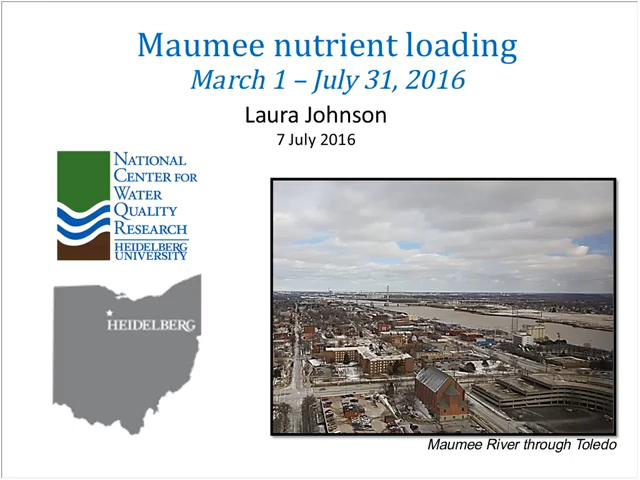 Maumee nutrient loading
March 1 – July 31, 2016
Laura Johnson
7 July 2016
NATIONAL
CENTER FOR
WATER
QUALITY
RESEARCH
HEIDELBERG
UNIVERSITY
HEIDELBERG
Maumee River through Toledo